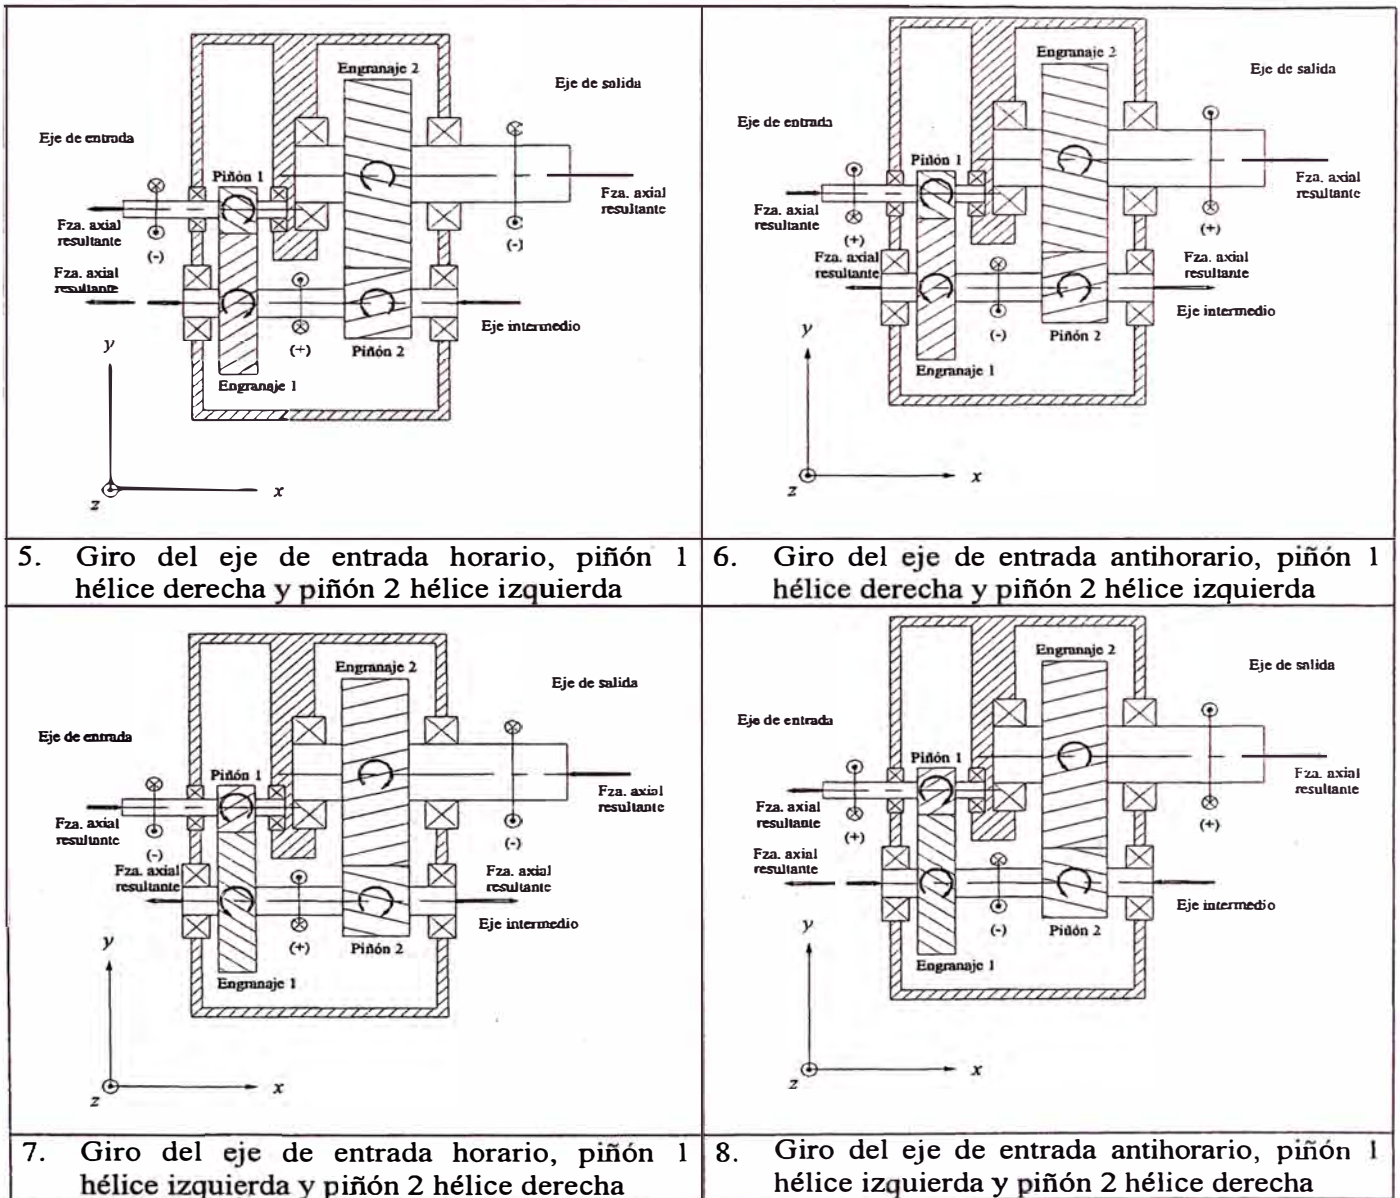 Engranaje 2
Eje de salida
Eje de entrada
Piñón 1
Fza. axial
resultante
(-)
Fza. axial
resultante
(-)
Fza. axial
resultante
Eje intermedio
(+)
Piñón 2
Engranaje 1
y
x
z
5. Giro del eje de entrada horario, piñón 1
hélice derecha y piñón 2 hélice izquierda
Engranaje 2
Eje de salida
Eje de entrada
Piñón 1
Fza. axial
resultante
(+)
Fza. axial
resultante
(+)
Fza. axial
resultante
Fza. axial
resultante
Eje intermedio
(-)
Piñón 2
Engranaje 1
y
x
z
6. Giro del eje de entrada antihorario, piñón 1
hélice derecha y piñón 2 hélice izquierda
Engranaje 2
Eje de salida
Eje de entrada
Piñón 1
Fza. axial
resultante
(-)
Fza. axial
resultante
(-)
Fza. axial
resultante
Fza. axial
resultante
Eje intermedio
(+)
Piñón 2
Engranaje 1
y
x
z
7. Giro del eje de entrada horario, piñón 1
hélice izquierda y piñón 2 hélice derecha
Engranaje 2
Eje de salida
Eje de entrada
Piñón 1
Fza. axial
resultante
(+)
Fza. axial
resultante
(+)
Fza. axial
resultante
Eje intermedio
(-)
Piñón 2
Engranaje 1
y
x
z
8. Giro del eje de entrada antihorario, piñón 1
hélice izquierda y piñón 2 hélice derecha